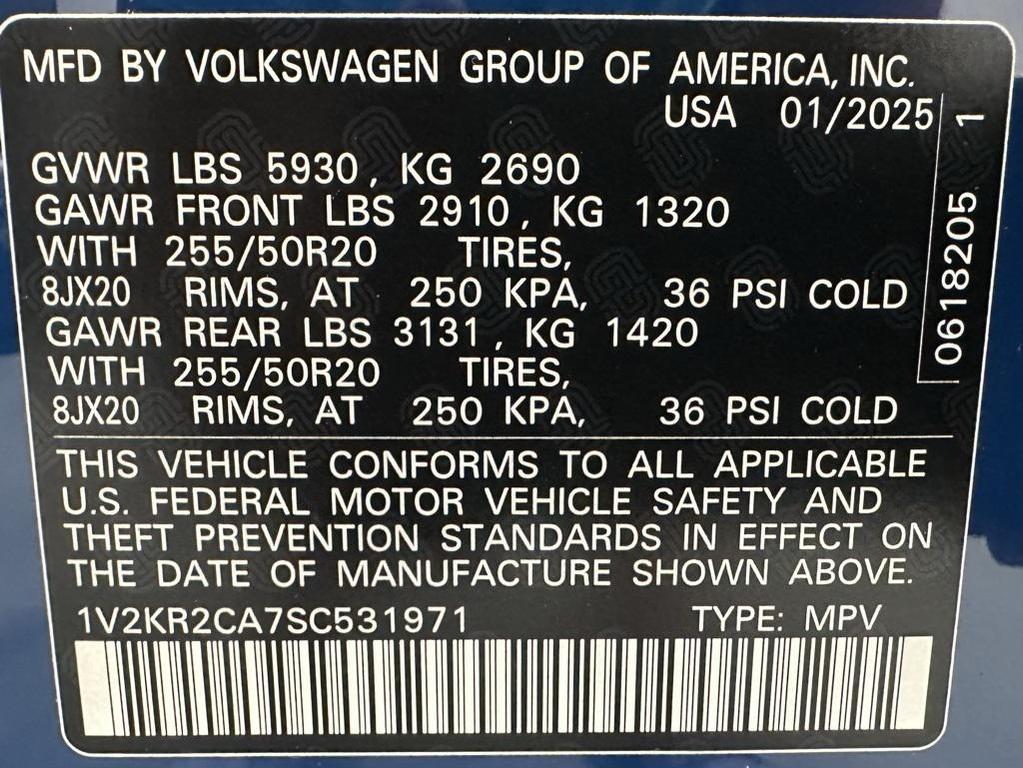 MFD BY VOLKSWAGEN GROUP OF AMERICA, INC.
USA 01/2025
GVWR LBS 5930, KG 2690
GAWR FRONT LBS 2910, KG 1320
WITH 255/50R20 TIRES,
8JX20 RIMS, AT 250 KPA, 36 PSI COLD
GAWR REAR LBS 3131, KG 1420
WITH 255/50R20 TIRES,
8JX20 RIMS, AT 250 KPA, 36 PSI COLD
0618205 1
THIS VEHICLE CONFORMS TO ALL APPLICABLE
U.S. FEDERAL MOTOR VEHICLE SAFETY AND
THEFT PREVENTION STANDARDS IN EFFECT ON
THE DATE OF MANUFACTURE SHOWN ABOVE.
1V2KR2CA7SC531971 TYPE: MPV